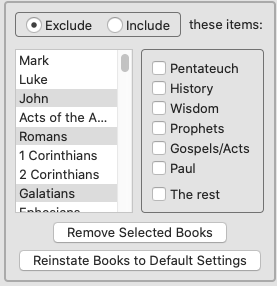 Exclude Include these items:
Mark
Luke
John
Acts of the A...
Romans
1 Corinthians
2 Corinthians
Galatians
Ephesians
Pentateuch
History
Wisdom
Prophets
Gospels/Acts
Paul
The rest
Remove Selected Books
Reinstate Books to Default Settings